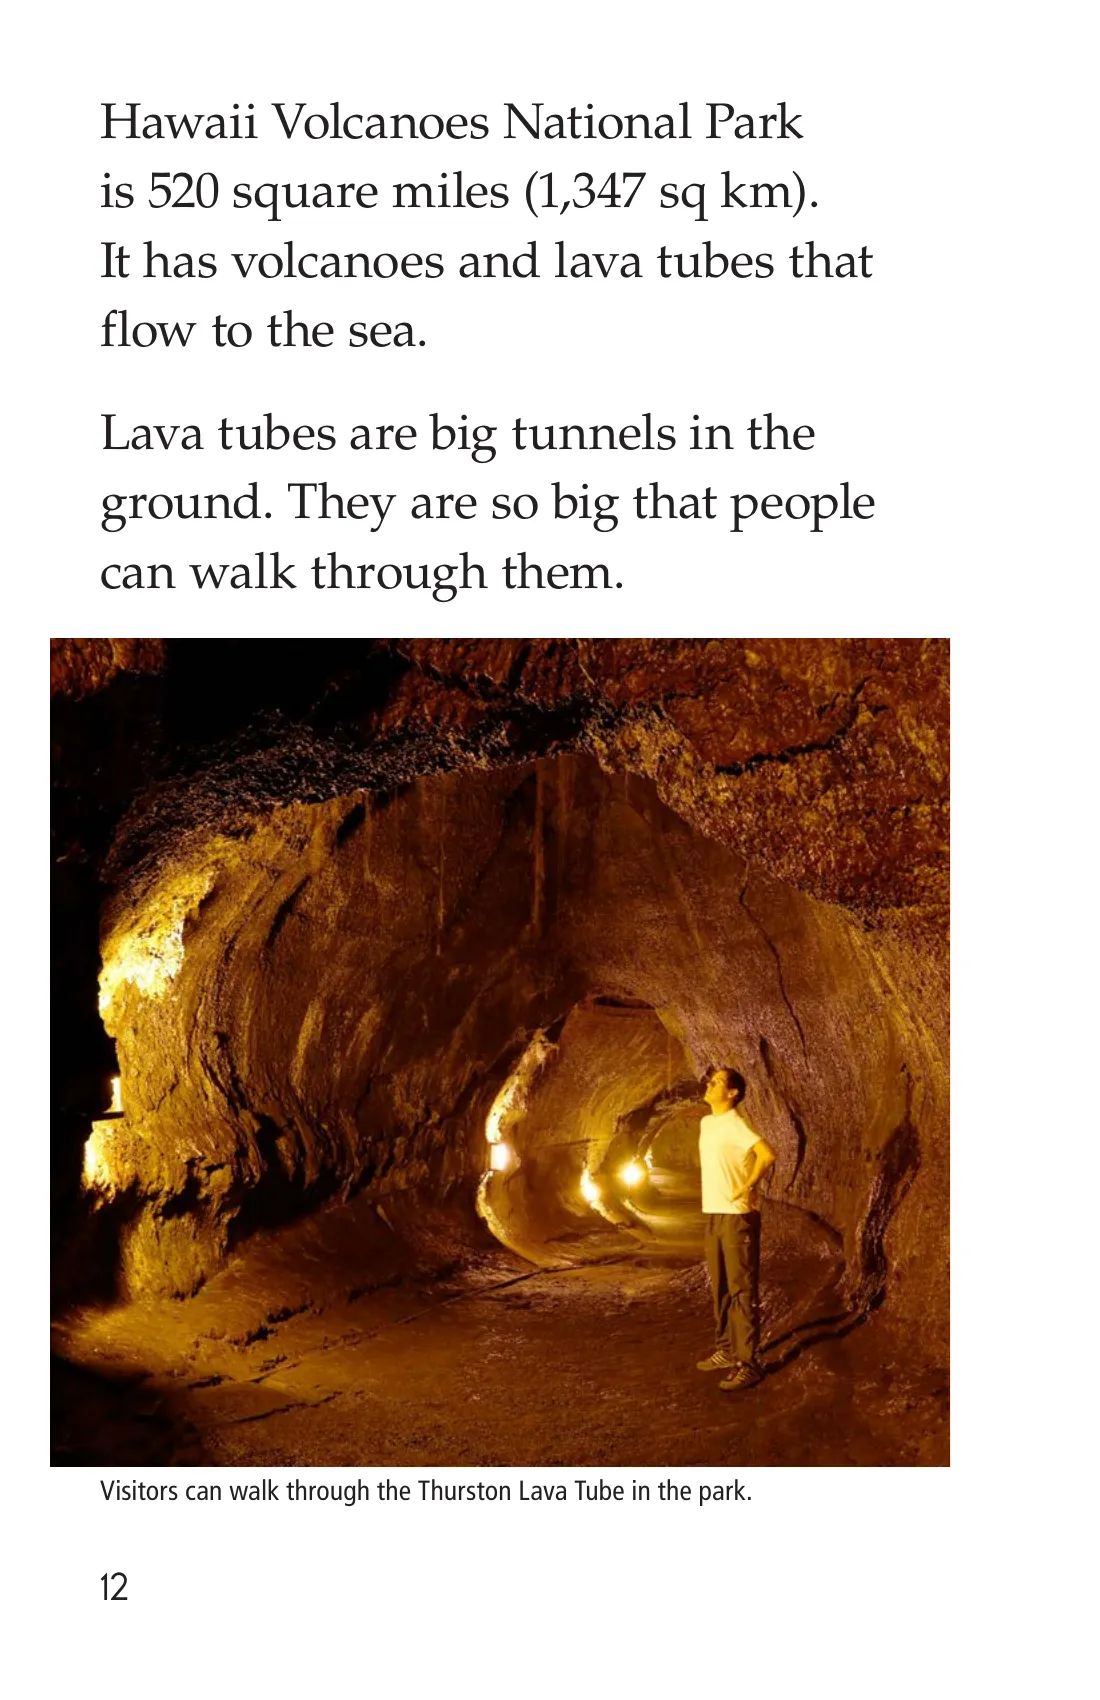 Hawaii Volcanoes National Park
is 520 square miles (1,347 sq km).
It has volcanoes and lava tubes that
flow to the sea.
Lava tubes are big tunnels in the
ground. They are so big that people
can walk through them.
Visitors can walk through the Thurston Lava Tube in the park.
12